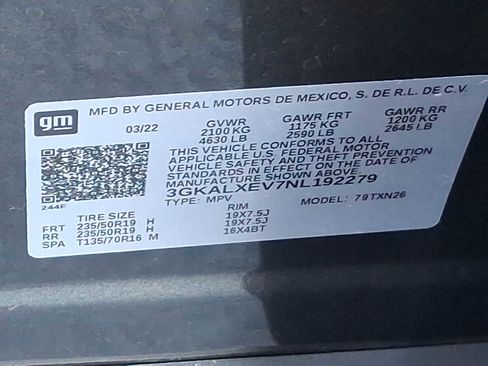 gm
MFD BY GENERAL MOTORS DE MEXICO, S. DE R.L. DE C.V.
03/22 GVWR GAWR FRT GAWR RR
2100 KG 1175 KG 1200 KG
4630 LB 2590 LB 2645 LB
THIS VEHICLE CONFORMS TO ALL
APPLICABLE U.S. FEDERAL MOTOR
VEHICLE SAFETY AND THEFT PREVENTION
STANDARDS IN EFFECT ON THE DATE OF
MANUFACTURE SHOWN ABOVE.
3GKALXEV7NL192279
TYPE: MPV MODEL: 79TXN26
244F
TIRE SIZE RIM
FRT 235/50R19 H 19X7.5J
RR 235/50R19 H 19X7.5J
SPA T135/70R16 M 16X4BT